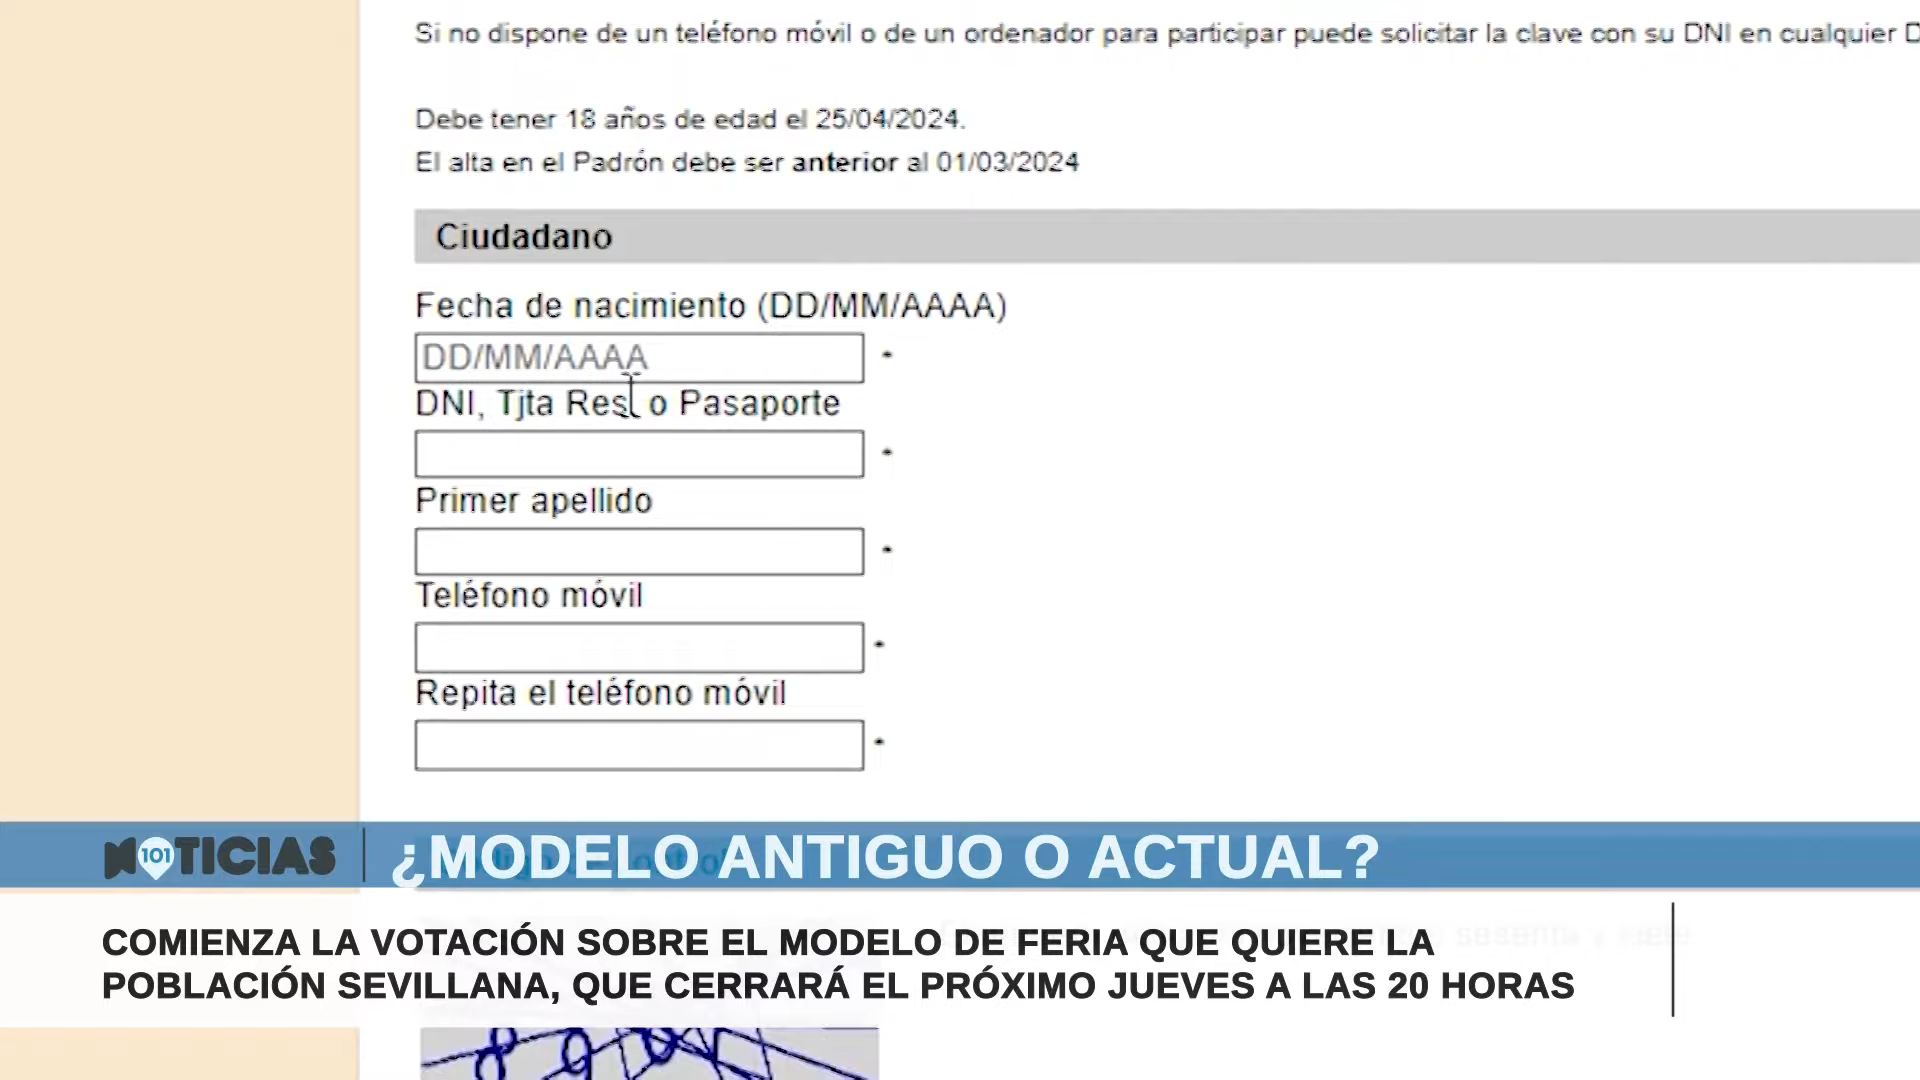 Si no dispone de un teléfono móvil o de un ordenador para participar puede solicitar la clave con su DNI en cualquier D
Debe tener 18 años de edad el 25/04/2024.
El alta en el Padrón debe ser anterior al 01/03/2024
Ciudadano
Fecha de nacimiento (DD/MM/AAAA)
DD/MM/AAAA *
DNI, Tjta Res. o Pasaporte
*
Primer apellido
*
Teléfono móvil
*
Repita el teléfono móvil
*
N101TICIAS ¿MODELO ANTIGUO O ACTUAL?
COMIENZA LA VOTACIÓN SOBRE EL MODELO DE FERIA QUE QUIERE LA
POBLACIÓN SEVILLANA, QUE CERRARÁ EL PRÓXIMO JUEVES A LAS 20 HORAS